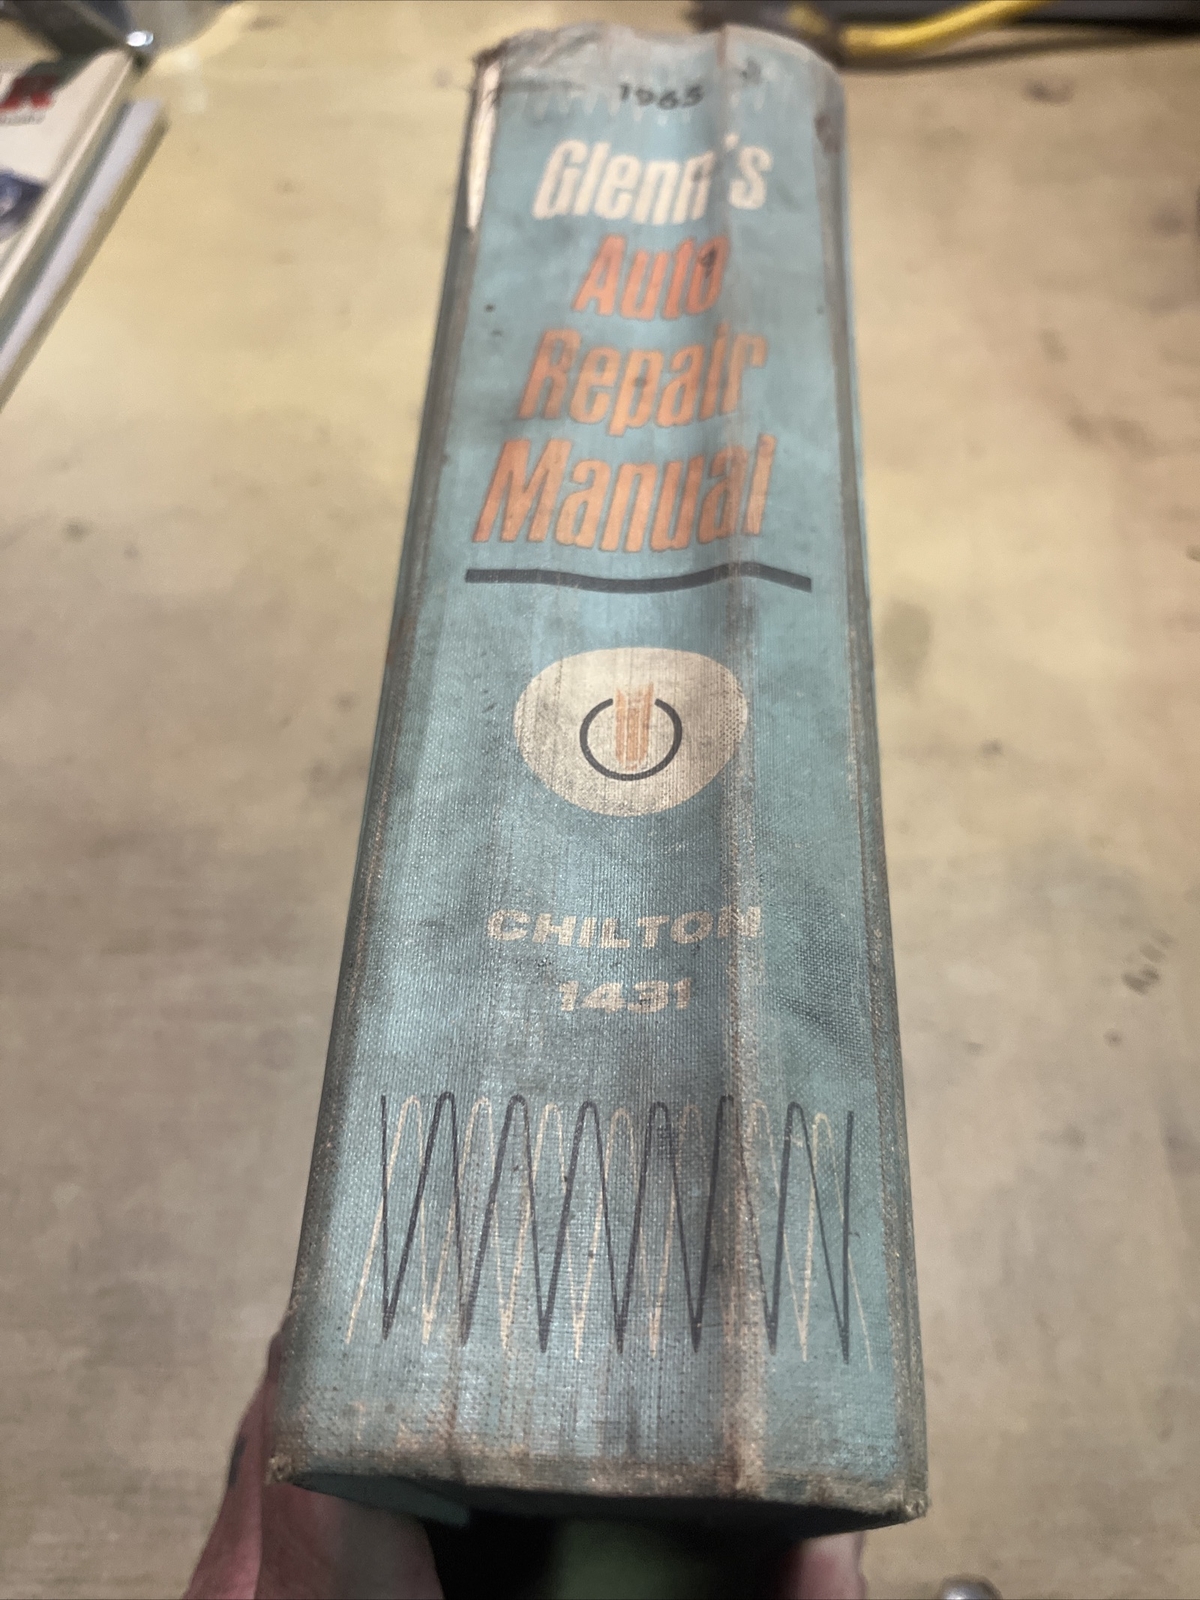 1965
Glenn's
Auto
Repair
Manual
CHILTON
1431